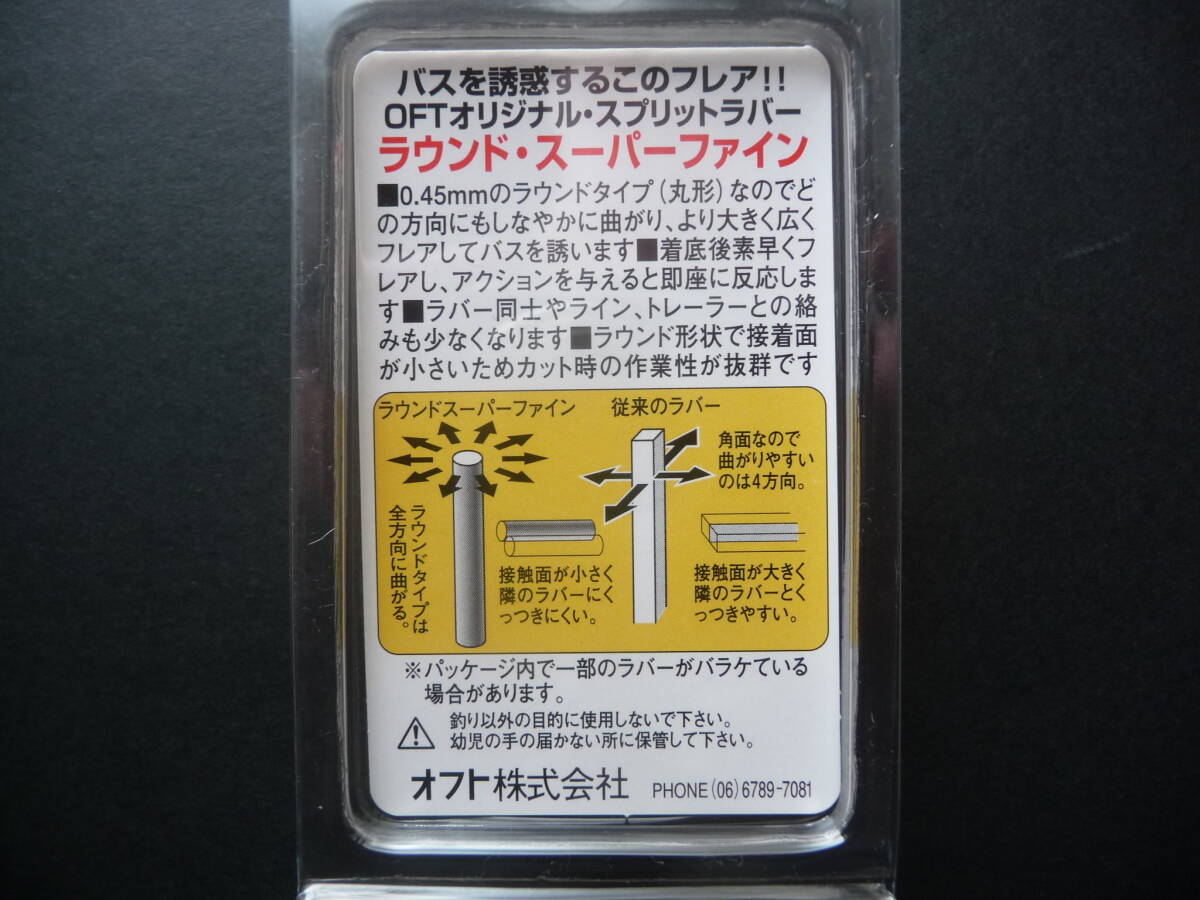 バスを誘惑するこのフレア!!
OFTオリジナル・スプリットラバー
ラウンド・スーパーファイン
■0.45mmのラウンドタイプ(丸形)なのでど
の方向にもしなやかに曲がり、より大きく広く
フレアしてバスを誘います■着底後素早くフ
レアし、アクションを与えると即座に反応しま
す■ラバー同士やライン、トレーラーとの絡
みも少なくなります■ラウンド形状で接着面
が小さいためカット時の作業性が抜群です
ラウンドスーパーファイン
ラウンドタイプは
全方向に曲がる。
接触面が小さく
隣のラバーにく
っつきにくい。
従来のラバー
角面なので
曲がりやすい
のは4方向。
接触面が大きく
隣のラバーとく
っつきやすい。
※パッケージ内で一部のラバーがバラケている
場合があります。
釣り以外の目的に使用しないで下さい。
幼児の手の届かない所に保管して下さい。
オフト株式会社 PHONE(06)6789-7081